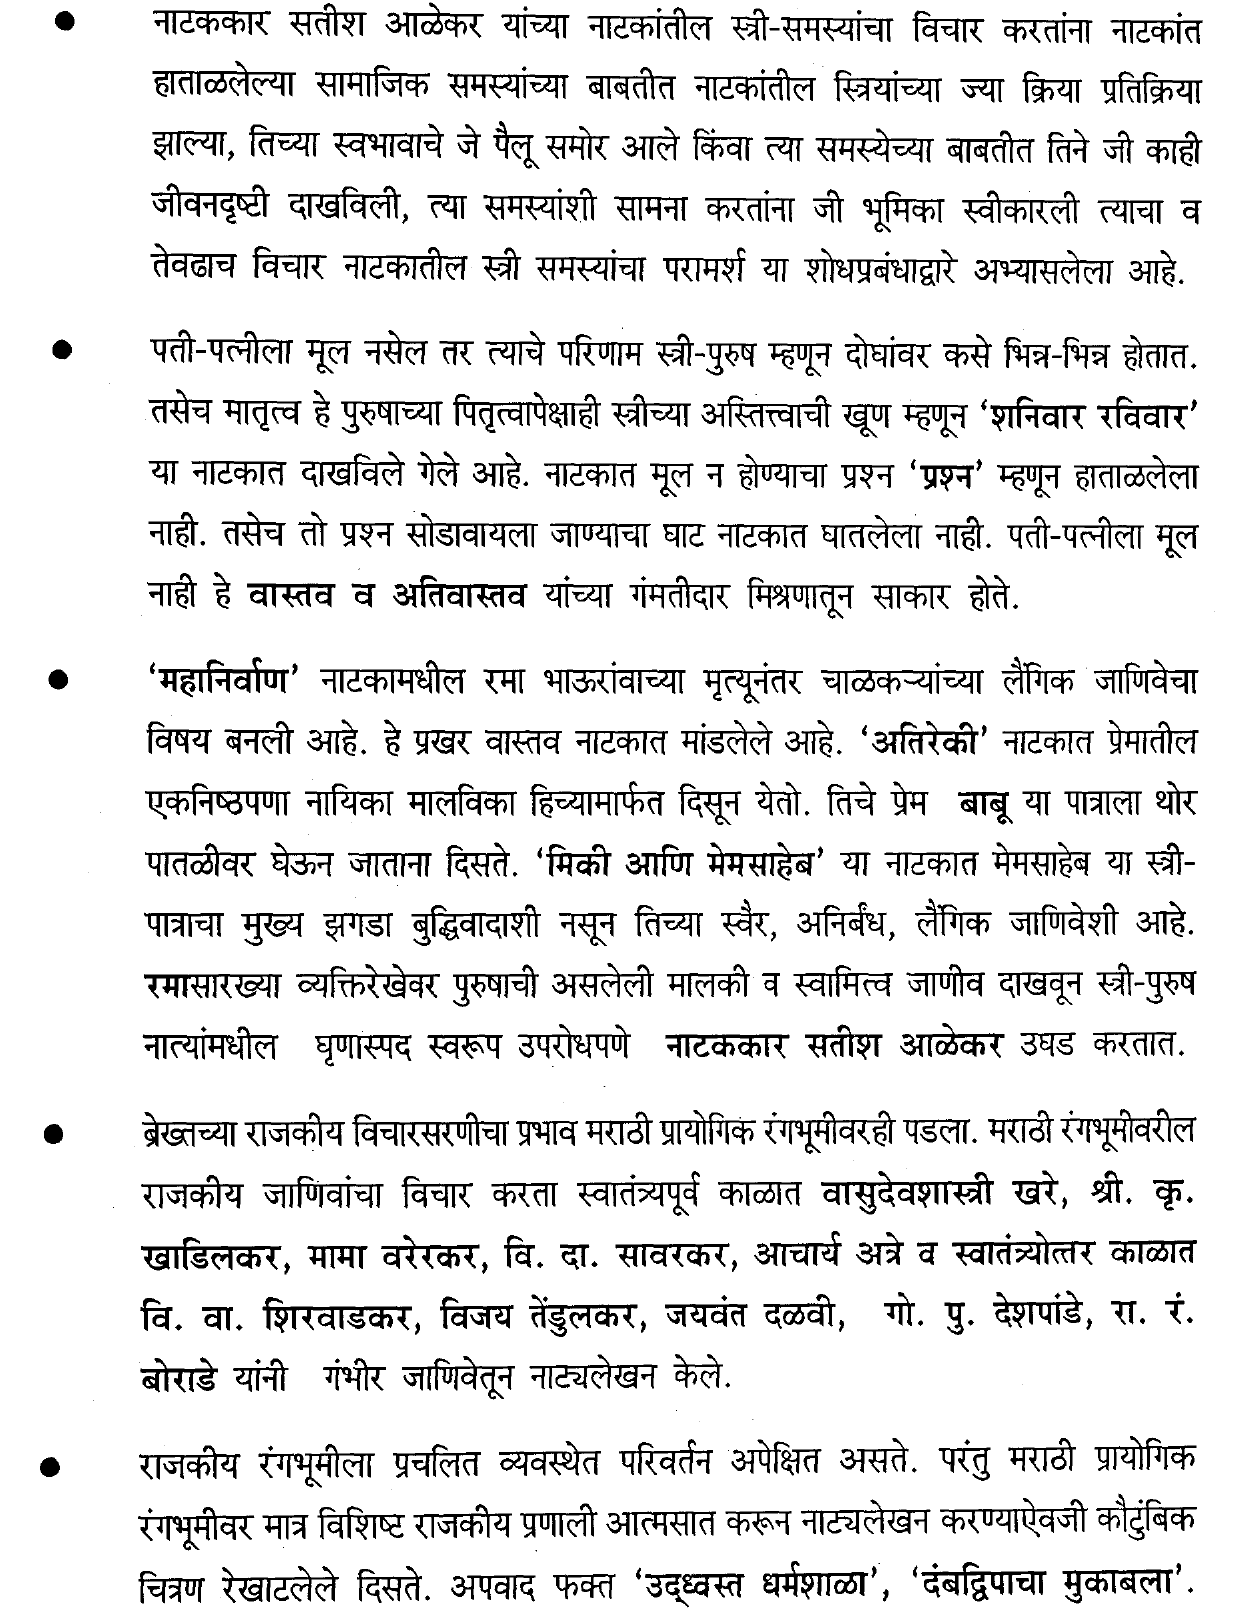 ● नाटककार सतीश आळेकर यांच्या नाटकांतील स्त्री-समस्यांचा विचार करतांना नाटकांत
हाताळलेल्या सामाजिक समस्यांच्या बाबतीत नाटकांतील स्त्रियांच्या ज्या क्रिया प्रतिक्रिया
झाल्या, तिच्या स्वभावाचे जे पैलू समोर आले किंवा त्या समस्येच्या बाबतीत तिने जी काही
जीवनदृष्टी दाखविली, त्या समस्यांशी सामना करतांना जी भूमिका स्वीकारली त्याचा व
तेवढाच विचार नाटकातील स्त्री समस्यांचा परामर्श या शोधप्रबंधाद्वारे अभ्यासलेला आहे.
● पती-पत्नीला मूल नसेल तर त्याचे परिणाम स्त्री-पुरुष म्हणून दोघांवर कसे भिन्न-भिन्न होतात.
तसेच मातृत्व हे पुरुषाच्या पितृत्वापेक्षाही स्त्रीच्या अस्तित्त्वाची खूण म्हणून ‘शनिवार रविवार’
या नाटकात दाखविले गेले आहे. नाटकात मूल न होण्याचा प्रश्न ‘प्रश्न’ म्हणून हाताळलेला
नाही. तसेच तो प्रश्न सोडावायला जाण्याचा घाट नाटकात घातलेला नाही. पती-पत्नीला मूल
नाही हे वास्तव व अतिवास्तव यांच्या गंमतीदार मिश्रणातून साकार होते.
● ‘महानिर्वाण’ नाटकामधील रमा भाऊरांवाच्या मृत्यूनंतर चाळकऱ्यांच्या लैंगिक जाणिवेचा
विषय बनली आहे. हे प्रखर वास्तव नाटकात मांडलेले आहे. ‘अतिरेकी’ नाटकात प्रेमातील
एकनिष्ठपणा नायिका मालविका हिच्यामार्फत दिसून येतो. तिचे प्रेम बाबू या पात्राला थोर
पातळीवर घेऊन जाताना दिसते. ‘मिकी आणि मेमसाहेब’ या नाटकात मेमसाहेब या स्त्री-
पात्राचा मुख्य झगडा बुद्धिवादाशी नसून तिच्या स्वैर, अनिर्बंध, लैंगिक जाणिवेशी आहे.
रमासारख्या व्यक्तिरेखेवर पुरुषाची असलेली मालकी व स्वामित्व जाणीव दाखवून स्त्री-पुरुष
नात्यांमधील घृणास्पद स्वरूप उपरोधपणे नाटककार सतीश आळेकर उघड करतात.
● ब्रेख्तच्या राजकीय विचारसरणीचा प्रभाव मराठी प्रायोगिक रंगभूमीवरही पडला. मराठी रंगभूमीवरील
राजकीय जाणिवांचा विचार करता स्वातंत्र्यपूर्व काळात वासुदेवशास्त्री खरे, श्री. कृ.
खाडिलकर, मामा वरेरकर, वि. दा. सावरकर, आचार्य अत्रे व स्वातंत्र्योत्तर काळात
वि. वा. शिरवाडकर, विजय तेंडुलकर, जयवंत दळवी, गो. पु. देशपांडे, रा. रं.
बोराडे यांनी गंभीर जाणिवेतून नाट्यलेखन केले.
● राजकीय रंगभूमीला प्रचलित व्यवस्थेत परिवर्तन अपेक्षित असते. परंतु मराठी प्रायोगिक
रंगभूमीवर मात्र विशिष्ट राजकीय प्रणाली आत्मसात करून नाट्यलेखन करण्याऐवजी कौटुंबिक
चित्रण रेखाटलेले दिसते. अपवाद फक्त ‘उद्ध्वस्त धर्मशाळा’, ‘दंबद्विपाचा मुकाबला’.